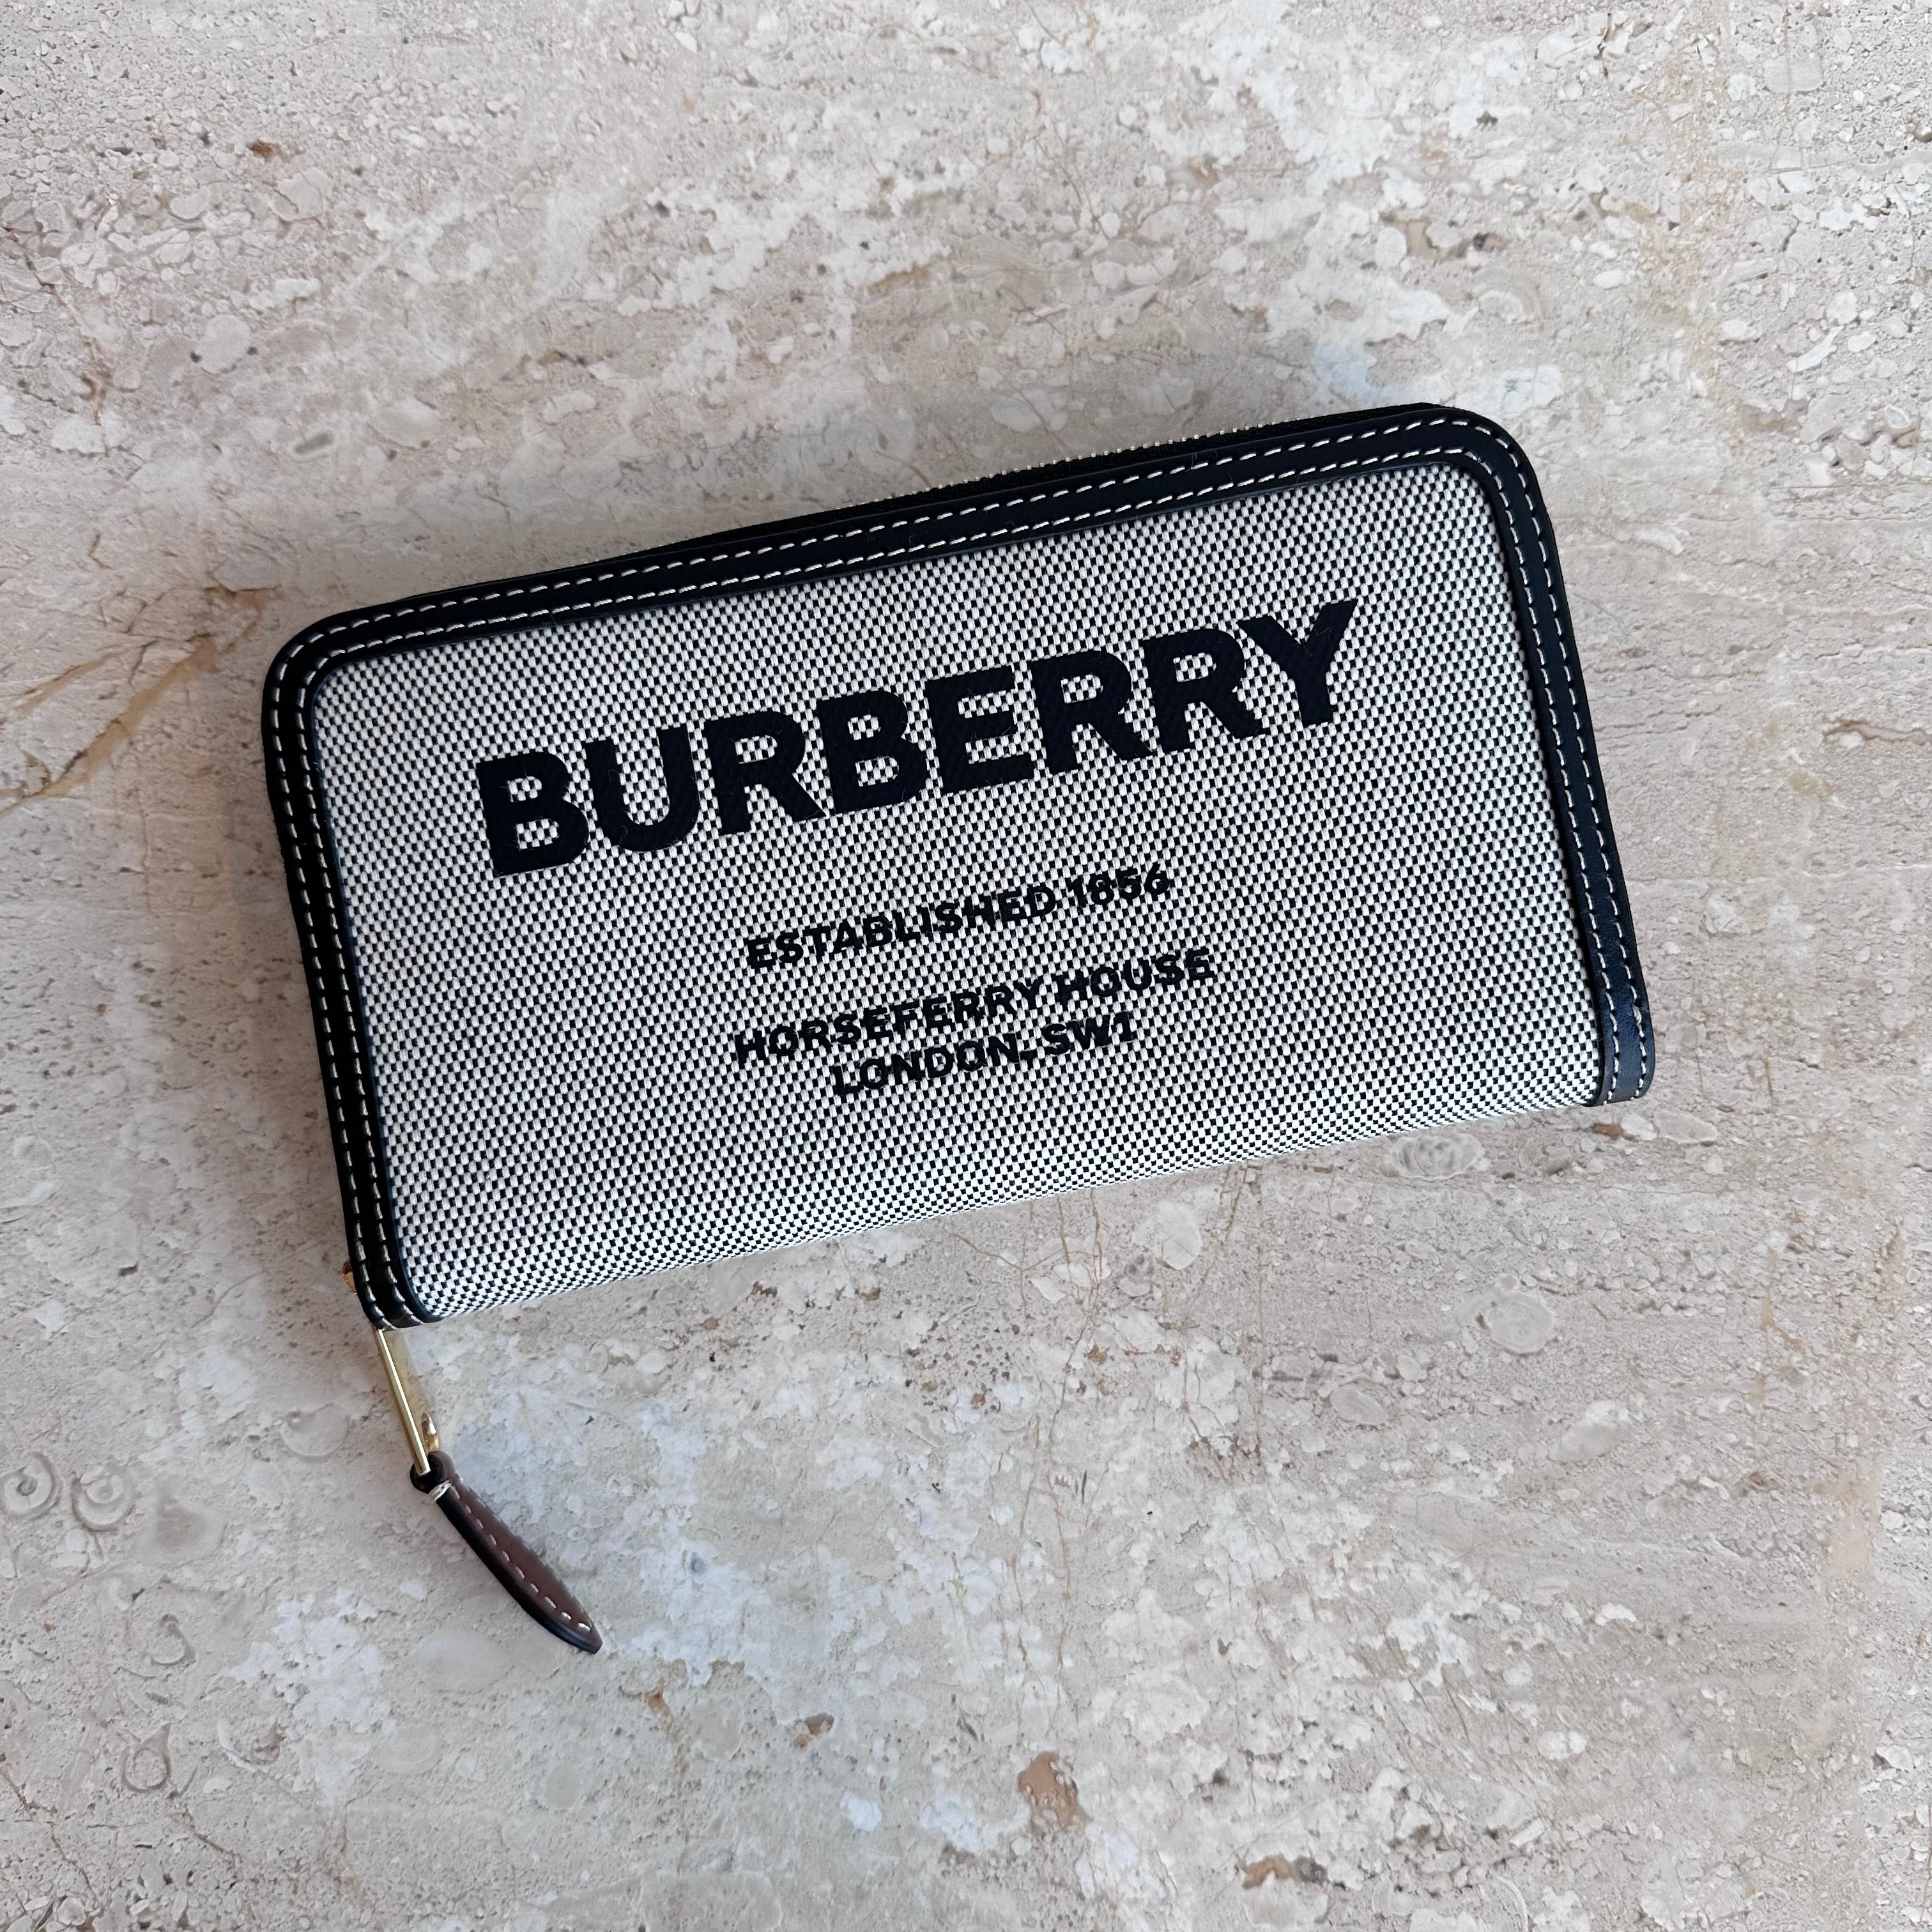 BURBERRY
ESTABLISHED 1856
HORSEFERRY HOUSE
LONDON, SW1